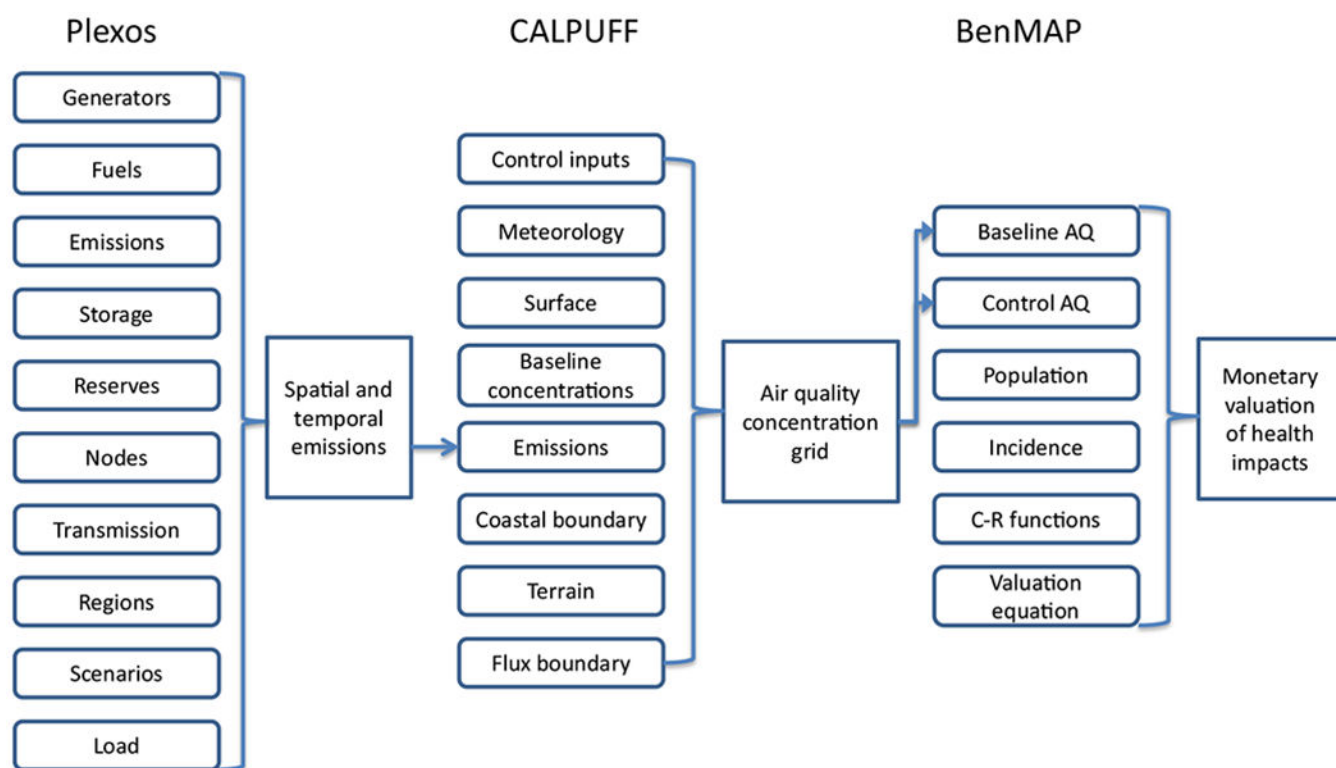 Plexos
CALPUFF
BenMAP
Generators
Fuels
Emissions
Storage
Reserves
Nodes
Transmission
Regions
Scenarios
Load
Spatial and
temporal
emissions
Control inputs
Meteorology
Surface
Baseline
concentrations
Emissions
Coastal boundary
Terrain
Flux boundary
Air quality
concentration
grid
Baseline AQ
Control AQ
Population
Incidence
C-R functions
Valuation
equation
Monetary
valuation
of health
impacts